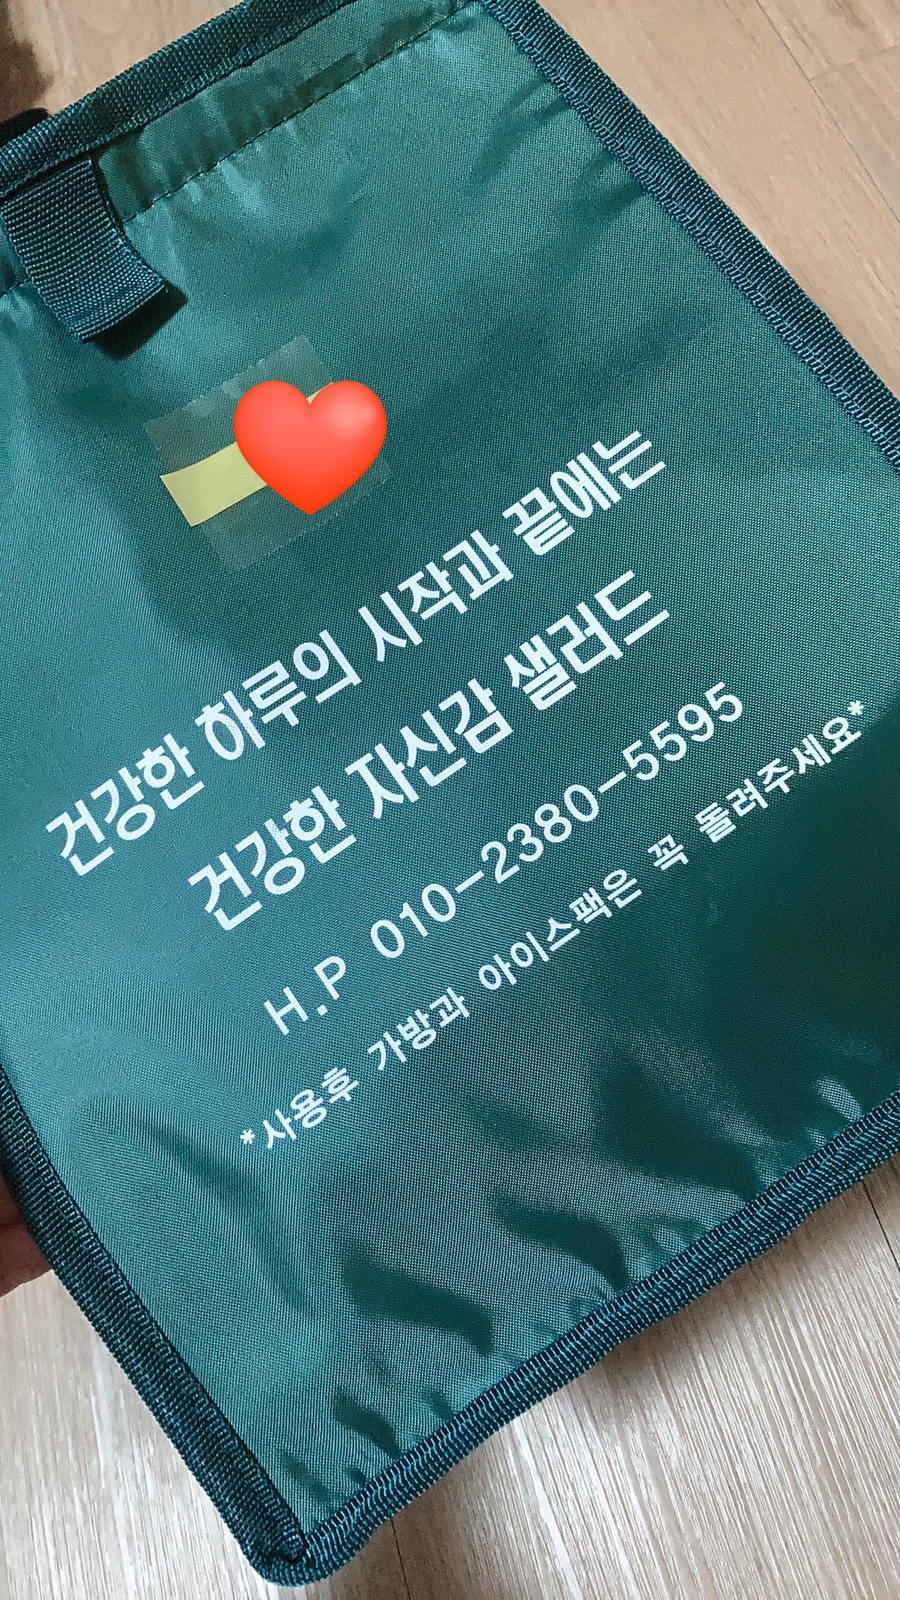 건강한 하루의 시작과 끝에는
건강한 자신감 샐러드
H.P 010-2380-5595
*사용후 가방과 아이스팩은 꼭 돌려주세요*